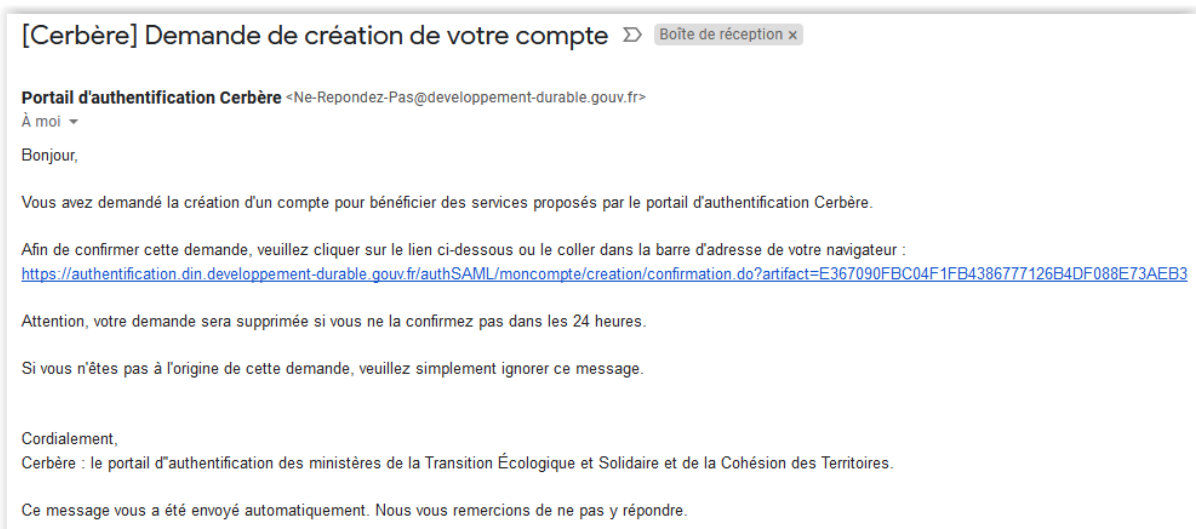 [Cerbère] Demande de création de votre compte Boîte de réception x
Portail d'authentification Cerbère <Ne-Repondez-Pas@developpement-durable.gouv.fr>
À moi
Bonjour,
Vous avez demandé la création d'un compte pour bénéficier des services proposés par le portail d'authentification Cerbère.
Afin de confirmer cette demande, veuillez cliquer sur le lien ci-dessous ou le coller dans la barre d'adresse de votre navigateur :
https://authentification.din.developpement-durable.gouv.fr/authSAML/moncompte/creation/confirmation.do?artifact=E367090FBC04F1FB4386777126B4DF088E73AEB3
Attention, votre demande sera supprimée si vous ne la confirmez pas dans les 24 heures.
Si vous n'êtes pas à l'origine de cette demande, veuillez simplement ignorer ce message.
Cordialement,
Cerbère : le portail d"authentification des ministères de la Transition Écologique et Solidaire et de la Cohésion des Territoires.
Ce message vous a été envoyé automatiquement. Nous vous remercions de ne pas y répondre.